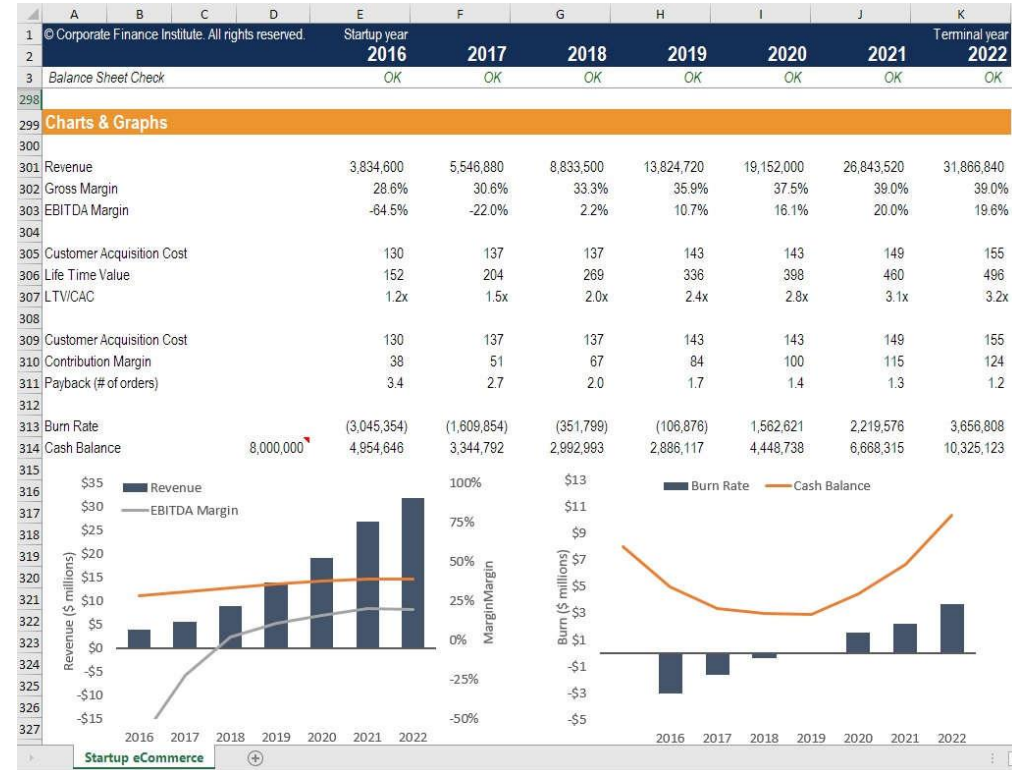 A B C D E F G H I J K
1 © Corporate Finance Institute. All rights reserved. Startup year Terminal year
2 2016 2017 2018 2019 2020 2021 2022
3 Balance Sheet Check OK OK OK OK OK OK OK
298
299 Charts & Graphs
300
301 Revenue 3,834,600 5,546,880 8,833,500 13,824,720 19,152,000 26,843,520 31,866,840
302 Gross Margin 28.6% 30.6% 33.3% 35.9% 37.5% 39.0% 39.0%
303 EBITDA Margin -64.5% -22.0% 2.2% 10.7% 16.1% 20.0% 19.6%
304
305 Customer Acquisition Cost 130 137 137 143 143 149 155
306 Life Time Value 152 204 269 336 398 460 496
307 LTV/CAC 1.2x 1.5x 2.0x 2.4x 2.8x 3.1x 3.2x
308
309 Customer Acquisition Cost 130 137 137 143 143 149 155
310 Contribution Margin 38 51 67 84 100 115 124
311 Payback (# of orders) 3.4 2.7 2.0 1.7 1.4 1.3 1.2
312
313 Burn Rate (3,045,354) (1,609,854) (351,799) (106,876) 1,562,621 2,219,576 3,656,808
314 Cash Balance 8,000,000 4,954,646 3,344,792 2,992,993 2,886,117 4,448,738 6,668,315 10,325,123
315
316
317
318
319
320
321
322
323
324
325
326
327
Revenue ($ millions)
$35
$30
$25
$20
$15
$10
$5
$0
-$5
-$10
-$15
Revenue
EBITDA Margin
100%
75%
50%
25%
0%
-25%
-50%
MarginMargin
2016 2017 2018 2019 2020 2021 2022
Burn ($ millions)
$13
$11
$9
$7
$5
$3
$1
-$1
-$3
-$5
Burn Rate Cash Balance
2016 2017 2018 2019 2020 2021 2022
Startup eCommerce